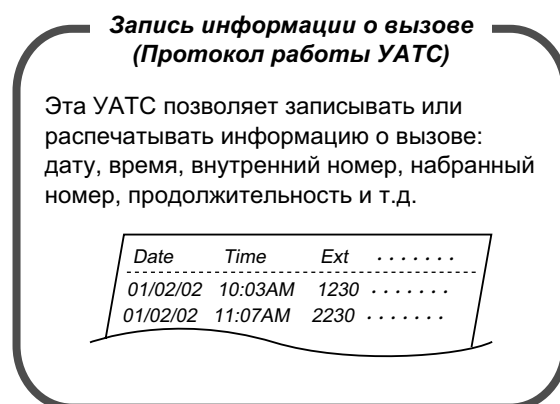 Запись информации о вызове
(Протокол работы УАТС)
Эта УАТС позволяет записывать или
распечатывать информацию о вызове:
дату, время, внутренний номер, набранный
номер, продолжительность и т.д.
Date Time Ext .......
01/02/02 10:03AM 1230 .......
01/02/02 11:07AM 2230 .......